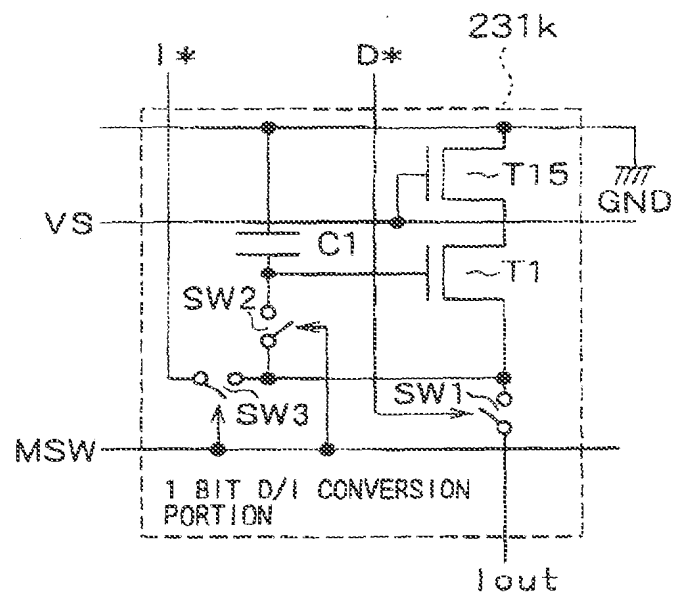 231k
I* D*
T15
GND
VS
C1
T1
SW2
SW1
SW3
MSW
1 BIT D/I CONVERSION
PORTION
Iout